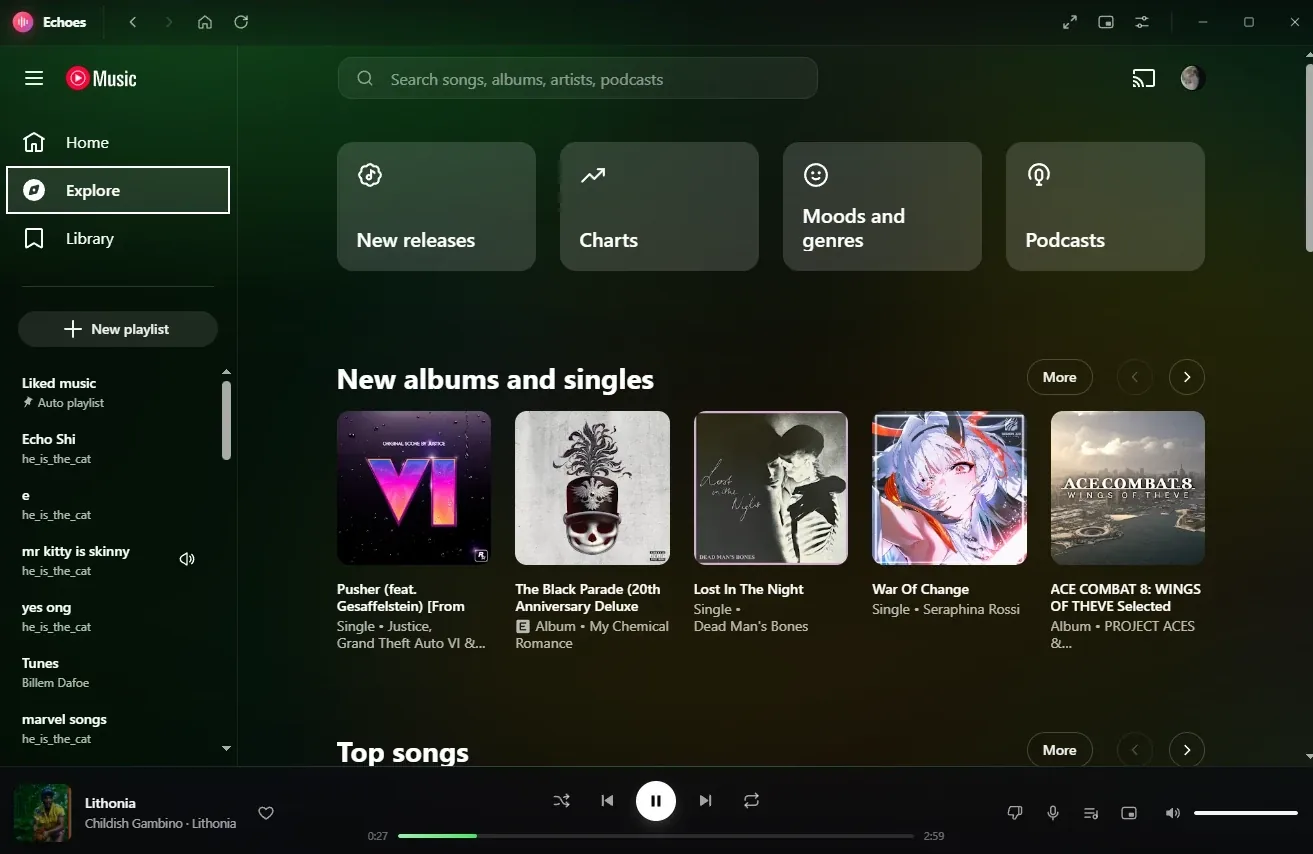 Echoes
Music
Search songs, albums, artists, podcasts
Home
Explore
Library
New playlist
Liked music
Auto playlist
Echo Shi
he_is_the_cat
e
he_is_the_cat
mr kitty is skinny
he_is_the_cat
yes ong
he_is_the_cat
Tunes
Billem Dafoe
marvel songs
he_is_the_cat
New releases
Charts
Moods and
genres
Podcasts
New albums and singles
More
ORIGINAL SCORE BY JUSTICE
VI
R
Lost
in the
Night
DEAD MAN'S BONES
ACE COMBAT 8
WINGS OF THEVE
Pusher (feat.
Gesaffelstein) [From
Single • Justice,
Grand Theft Auto VI &...
The Black Parade (20th
Anniversary Deluxe
E Album • My Chemical
Romance
Lost In The Night
Single •
Dead Man's Bones
War Of Change
Single • Seraphina Rossi
ACE COMBAT 8: WINGS
OF THEVE Selected
Album • PROJECT ACES
&...
Top songs
More
Lithonia
Childish Gambino · Lithonia
0:27
2:59